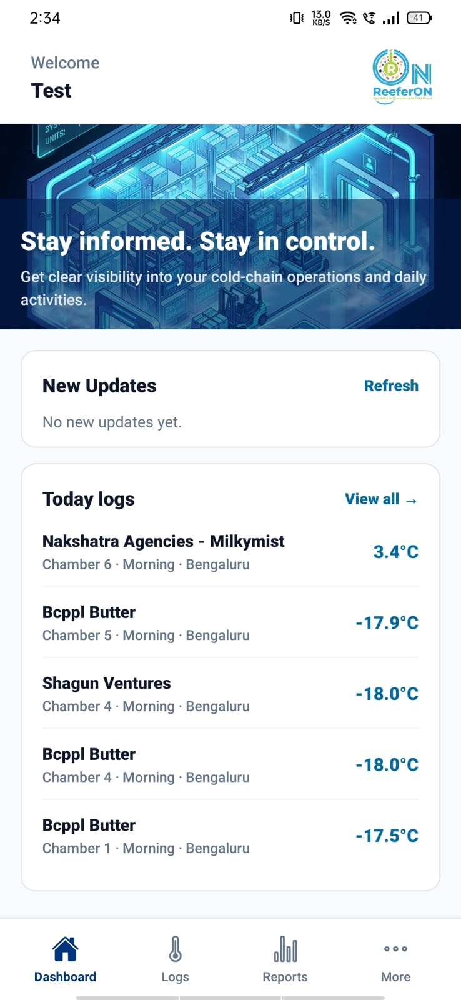 2:34
13.0
KB/S
41
Welcome
Test
R
ON
ReeferON
SYS
UNITS:
Stay informed. Stay in control.
Get clear visibility into your cold-chain operations and daily
activities.
New Updates
Refresh
No new updates yet.
Today logs
View all →
Nakshatra Agencies - Milkymist
Chamber 6 · Morning · Bengaluru
3.4°C
Bcppl Butter
Chamber 5 · Morning · Bengaluru
-17.9°C
Shagun Ventures
Chamber 4 · Morning · Bengaluru
-18.0°C
Bcppl Butter
Chamber 4 · Morning · Bengaluru
-18.0°C
Bcppl Butter
Chamber 1 · Morning · Bengaluru
-17.5°C
Dashboard
Logs
Reports
More